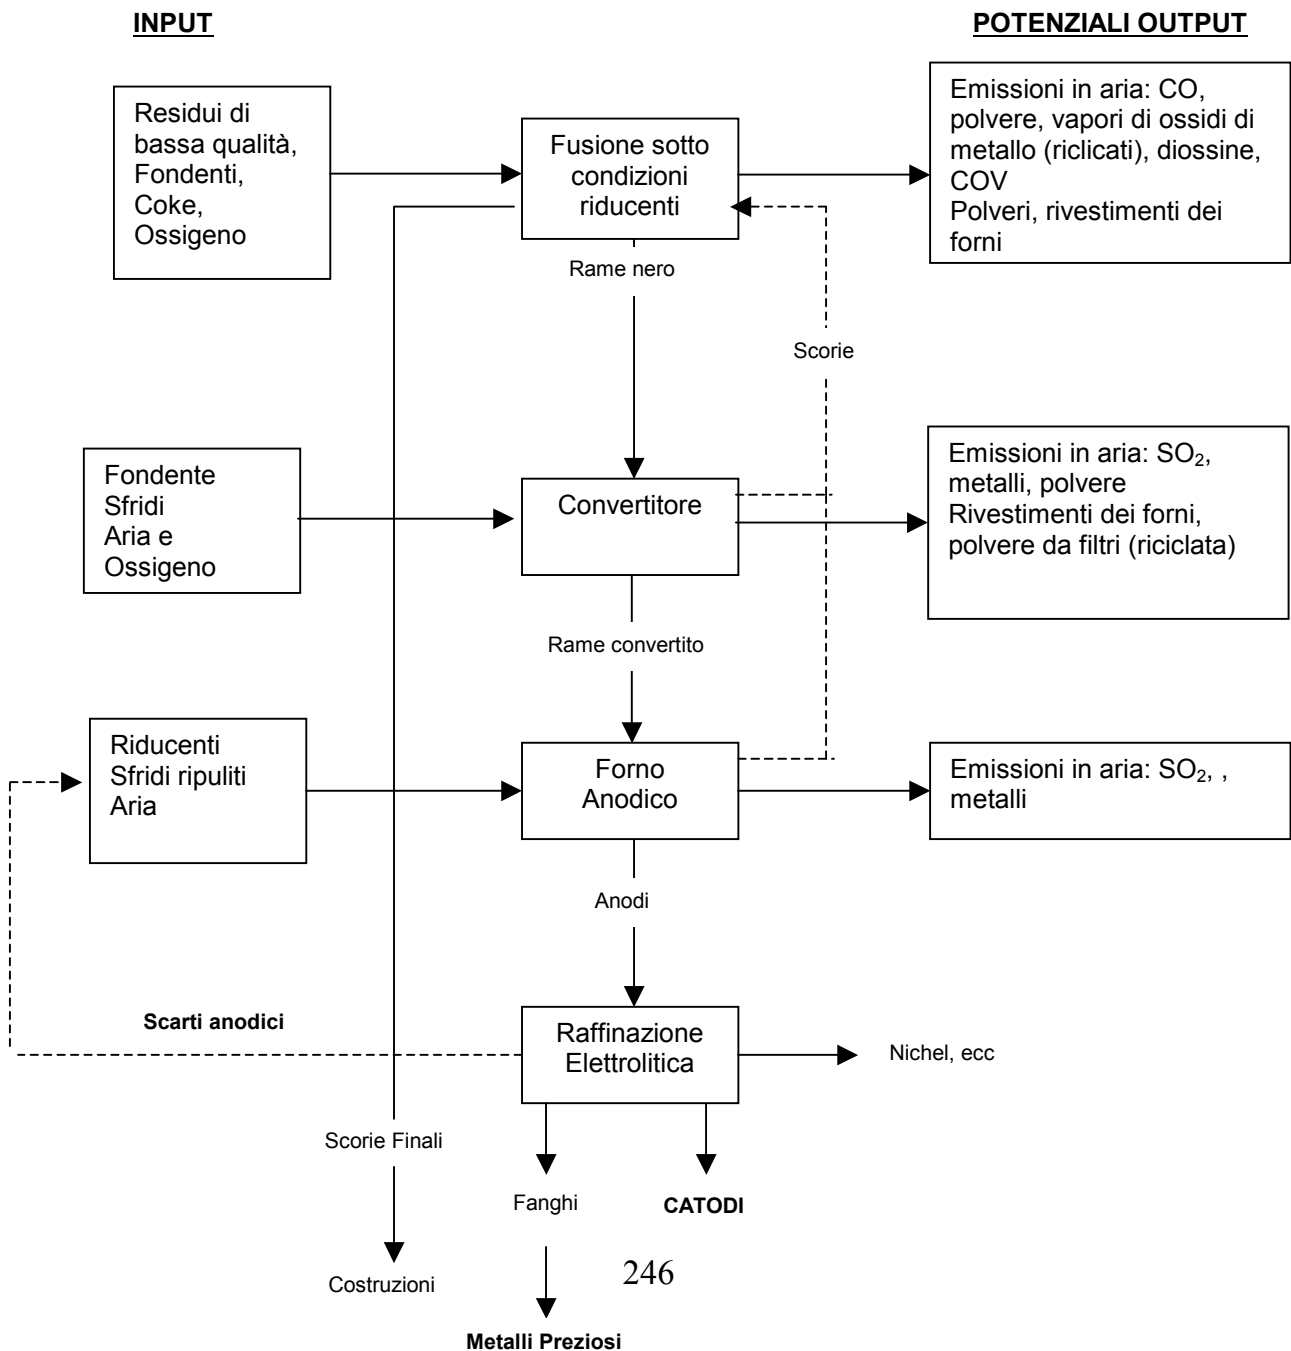 INPUT
POTENZIALI OUTPUT
Residui di
bassa qualità,
Fondenti,
Coke,
Ossigeno
Fusione sotto
condizioni
riducenti
Emissioni in aria: CO,
polvere, vapori di ossidi di
metallo (riclicati), diossine,
COV
Polveri, rivestimenti dei
forni
Rame nero
Scorie
Fondente
Sfridi
Aria e
Ossigeno
Convertitore
Emissioni in aria: SO₂,
metalli, polvere
Rivestimenti dei forni,
polvere da filtri (riciclata)
Rame convertito
Riducenti
Sfridi ripuliti
Aria
Forno
Anodico
Emissioni in aria: SO₂, ,
metalli
Anodi
Scarti anodici
Raffinazione
Elettrolitica
Nichel, ecc
Scorie Finali
Fanghi
CATODI
Costruzioni
246
Metalli Preziosi